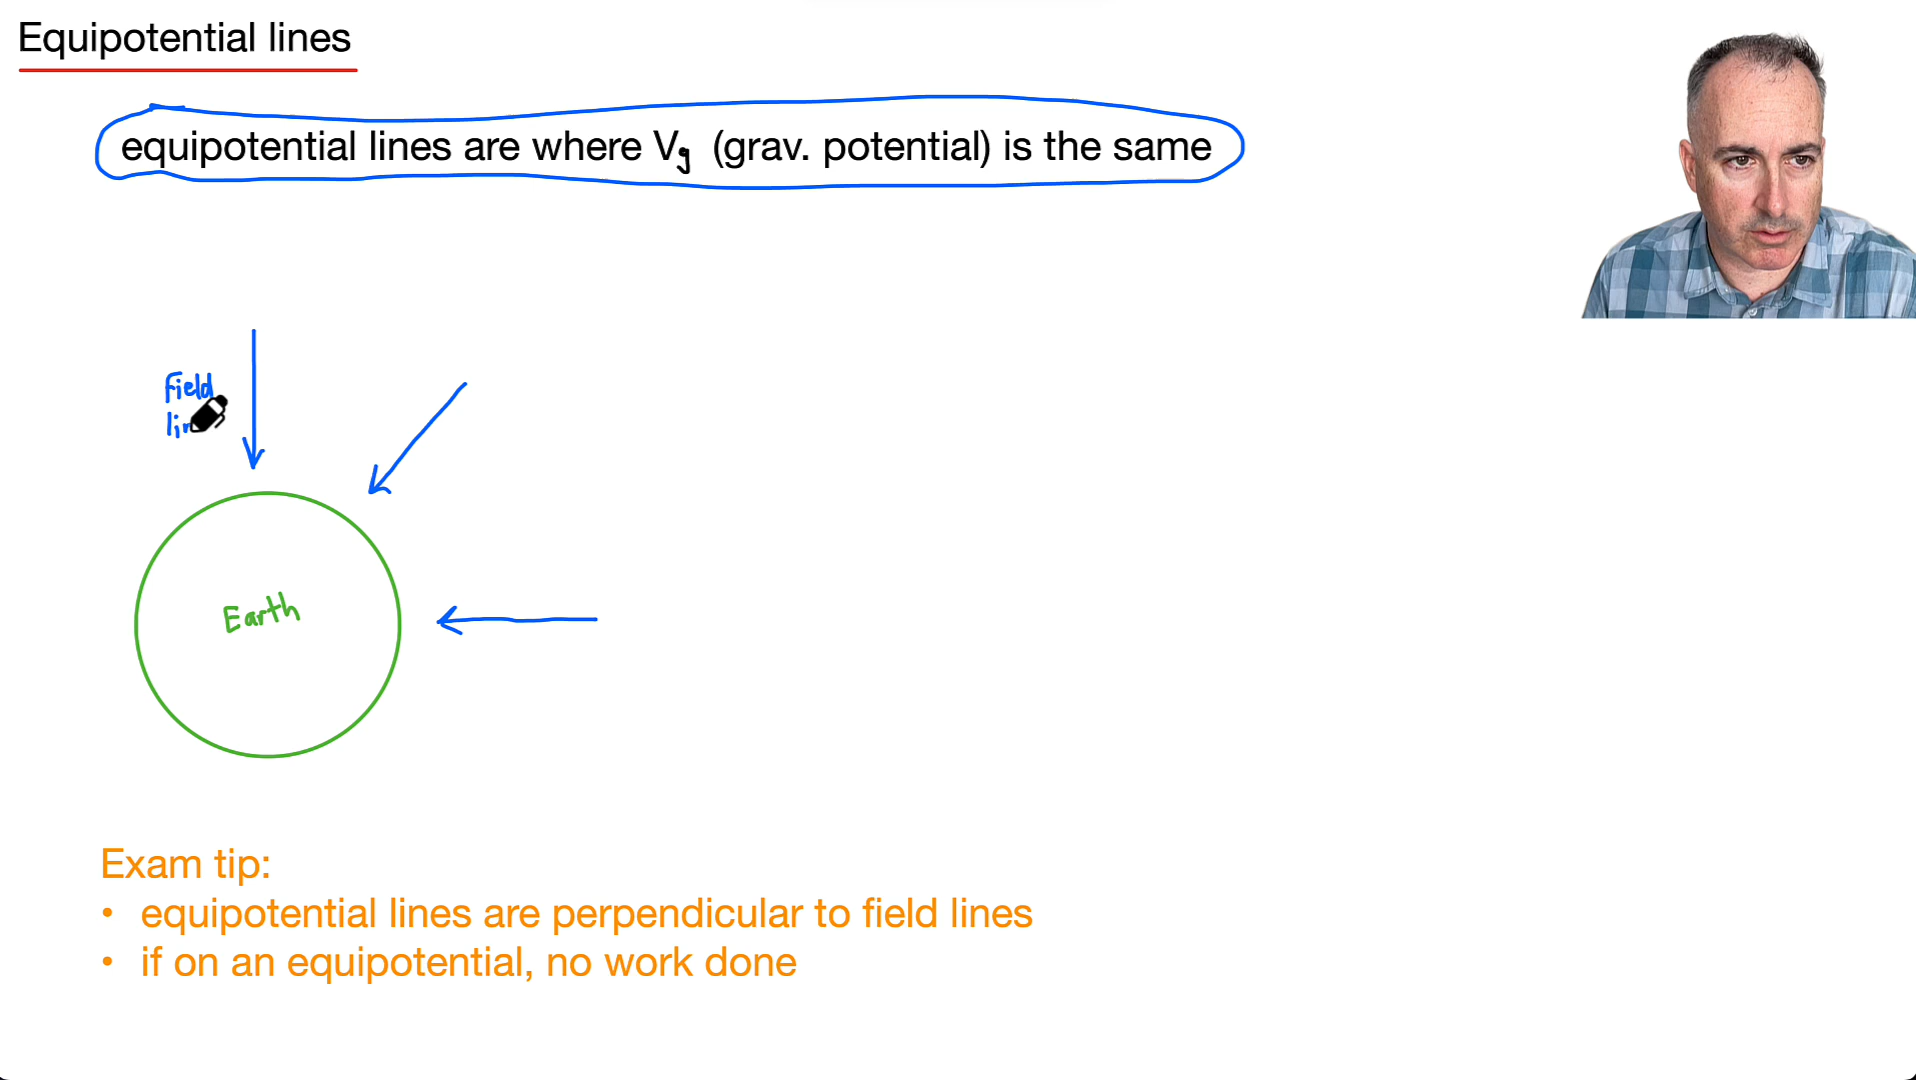 Equipotential lines
equipotential lines are where Vg (grav. potential) is the same
Field
Earth
Exam tip:
• equipotential lines are perpendicular to field lines
• if on an equipotential, no work done